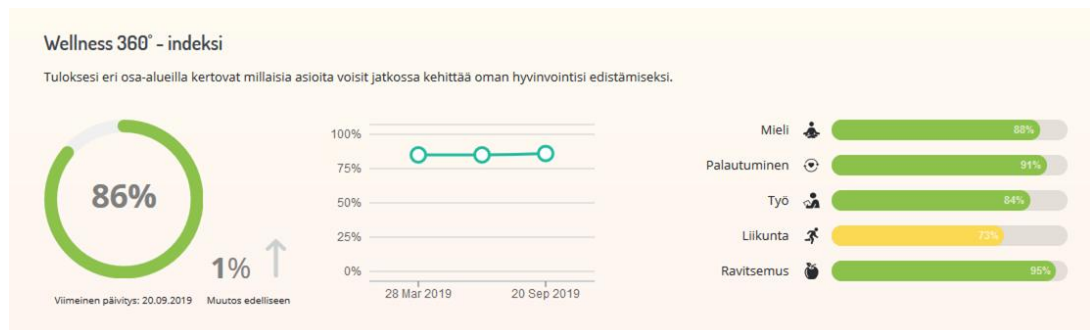 Wellness 360° - indeksi
Tuloksesi eri osa-alueilla kertovat millaisia asioita voisit jatkossa kehittää oman hyvinvointisi edistämiseksi.
86%
1%
Viimeinen päivitys: 20.09.2019
Muutos edelliseen
100%
75%
50%
25%
0%
28 Mar 2019
20 Sep 2019
Mieli 88%
Palautuminen 91%
Työ 84%
Liikunta 73%
Ravitsemus 95%